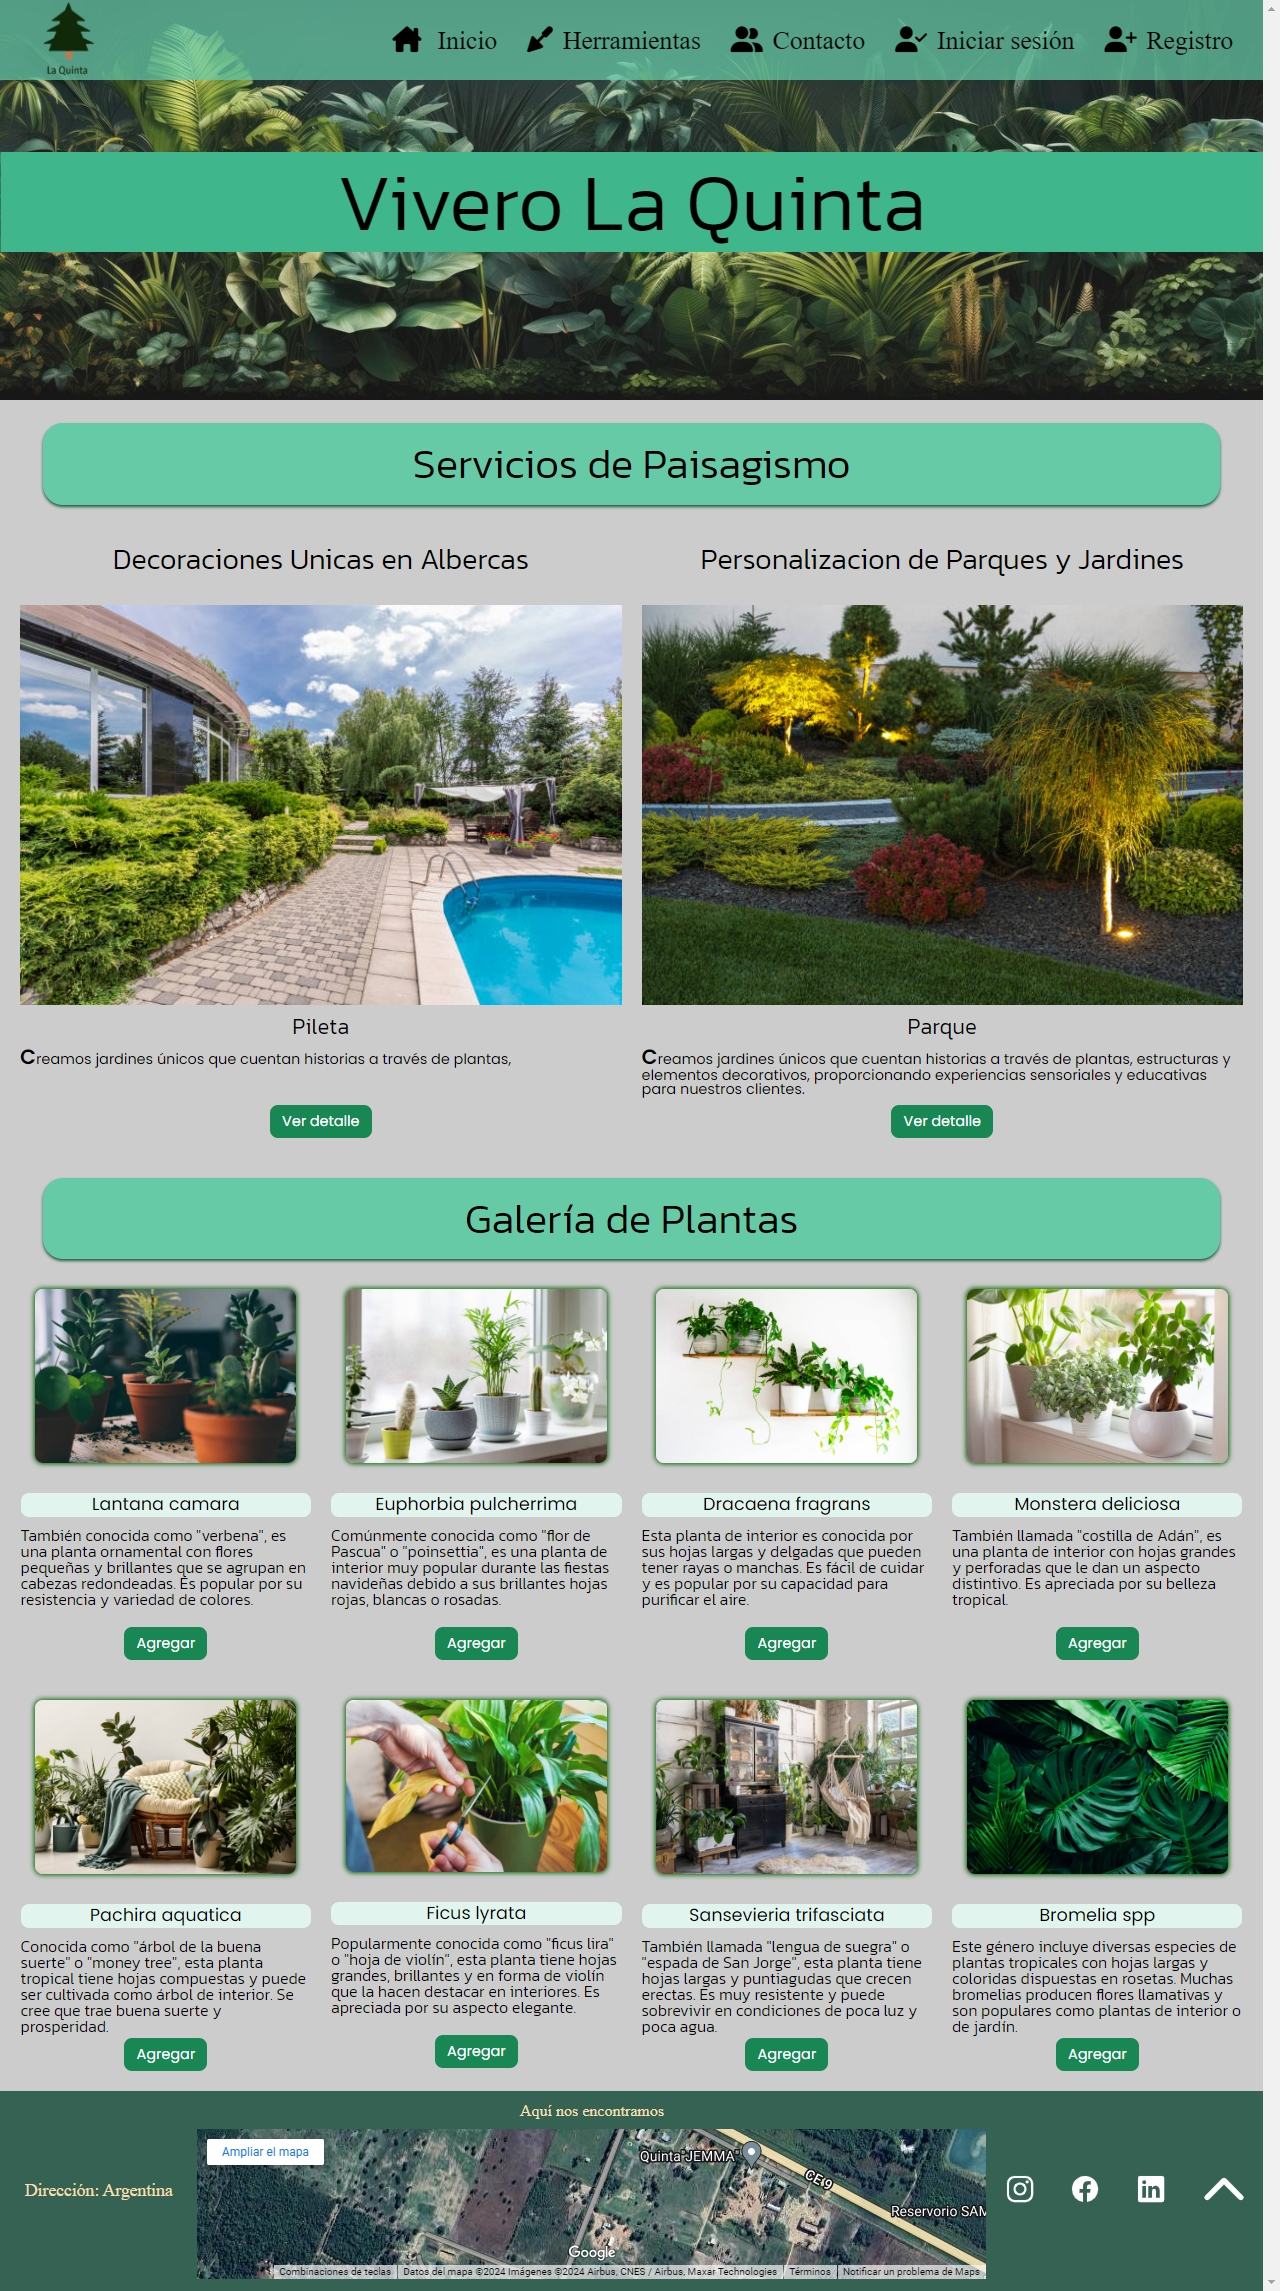 La Quinta
Inicio
Herramientas
Contacto
Iniciar sesión
Registro
Vivero La Quinta
Servicios de Paisagismo
Decoraciones Unicas en Albercas
Pileta
Creamos jardines únicos que cuentan historias a través de plantas,
Ver detalle
Personalizacion de Parques y Jardines
Parque
Creamos jardines únicos que cuentan historias a través de plantas, estructuras y
elementos decorativos, proporcionando experiencias sensoriales y educativas
para nuestros clientes.
Ver detalle
Galería de Plantas
Lantana camara
También conocida como "verbena", es
una planta ornamental con flores
pequeñas y brillantes que se agrupan en
cabezas redondeadas. Es popular por su
resistencia y variedad de colores.
Agregar
Euphorbia pulcherrima
Comúnmente conocida como "flor de
Pascua" o "poinsettia", es una planta de
interior muy popular durante las fiestas
navideñas debido a sus brillantes hojas
rojas, blancas o rosadas.
Agregar
Dracaena fragrans
Esta planta de interior es conocida por
sus hojas largas y delgadas que pueden
tener rayas o manchas. Es fácil de cuidar
y es popular por su capacidad para
purificar el aire.
Agregar
Monstera deliciosa
También llamada "costilla de Adán", es
una planta de interior con hojas grandes
y perforadas que le dan un aspecto
distintivo. Es apreciada por su belleza
tropical.
Agregar
Pachira aquatica
Conocida como "árbol de la buena
suerte" o "money tree", esta planta
tropical tiene hojas compuestas y puede
ser cultivada como árbol de interior. Se
cree que trae buena suerte y
prosperidad.
Agregar
Ficus lyrata
Popularmente conocida como "ficus lira"
o "hoja de violín", esta planta tiene hojas
grandes, brillantes y en forma de violín
que la hacen destacar en interiores. Es
apreciada por su aspecto elegante.
Agregar
Sansevieria trifasciata
También llamada "lengua de suegra" o
"espada de San Jorge", esta planta tiene
hojas largas y puntiagudas que crecen
erectas. Es muy resistente y puede
sobrevivir en condiciones de poca luz y
poca agua.
Agregar
Bromelia spp
Este género incluye diversas especies de
plantas tropicales con hojas largas y
coloridas dispuestas en rosetas. Muchas
bromelias producen flores llamativas y
son populares como plantas de interior o
de jardín.
Agregar
Dirección: Argentina
Aquí nos encontramos
Ampliar el mapa
Quinta "JEMMA"
CE19
Reservorio SAM
Google
Combinaciones de teclas
Datos del mapa ©2024 Imágenes ©2024 Airbus, CNES / Airbus, Maxar Technologies
Términos
Notificar un problema de Maps